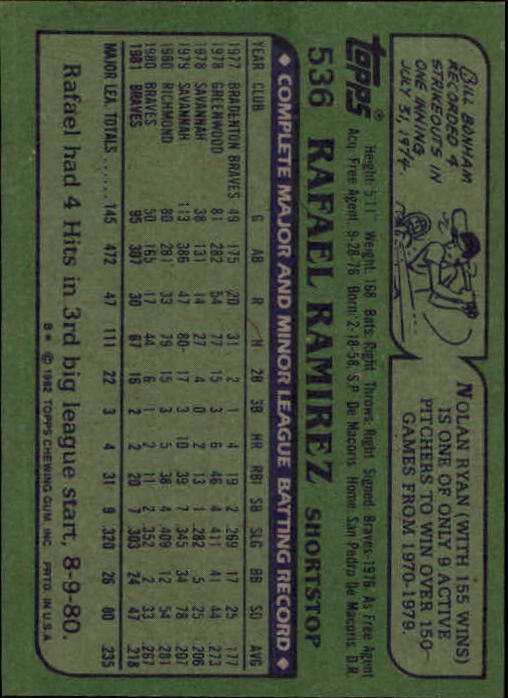 BILL BONHAM
RECORDED 4
STRIKEOUTS IN
ONE INNING,
JULY 31, 1974.
NOLAN RYAN (WITH 155 WINS)
IS ONE OF ONLY 9 ACTIVE
PITCHERS TO WIN OVER 150
GAMES FROM 1970-1979.
topps®
Height: 5'11" Weight: 168 Bats: Right Throws: Right Signed: Braves-1976 As Free Agent
Acq: Free Agent, 9-28-76 Born: 2-18-58, S.P. De Macoris Home: San Pedro De Macoris, D.R.
536 RAFAEL RAMIREZ SHORTSTOP
◆ COMPLETE MAJOR AND MINOR LEAGUE BATTING RECORD ◆
YEAR CLUB G AB R H 2B 3B HR RBI SB SLG BB SO AVG
1977 BRADENTON BRAVES 49 175 20 31 2 1 4 19 2 .269 17 25 .177
1978 GREENWOOD 81 282 54 77 15 3 6 46 4 .411 41 44 .273
1978 SAVANNAH 38 131 14 27 4 0 2 13 1 .282 5 25 .206
1979 SAVANNAH 113 386 47 80 17 3 10 39 7 .345 34 78 .207
1980 RICHMOND 80 281 33 79 15 3 5 38 4 .409 12 54 .281
1980 BRAVES 50 165 17 44 6 1 2 11 2 .352 2 33 .267
1981 BRAVES 95 307 30 67 16 2 2 20 7 .303 24 47 .218
MAJOR LEA. TOTALS ...... 145 472 47 111 22 3 4 31 9 .320 26 80 .235
Rafael had 4 Hits in 3rd big league start, 8-9-80.
B* © 1982 TOPPS CHEWING GUM, INC. PRTD. IN U.S.A.